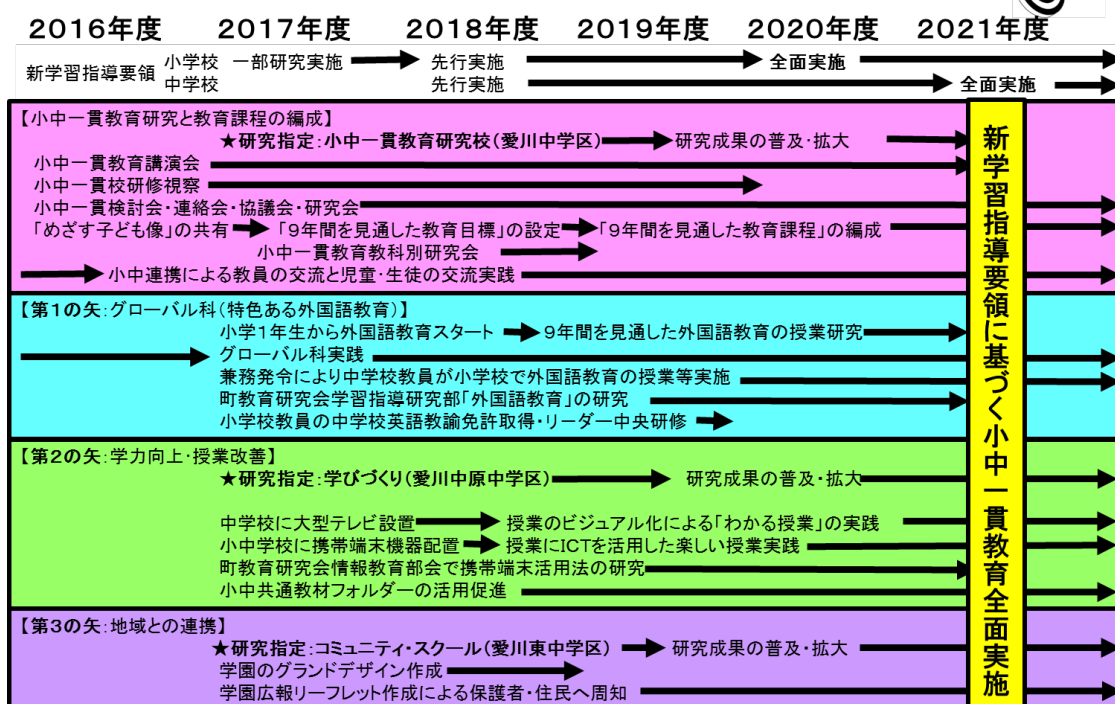 2016年度 2017年度 2018年度 2019年度 2020年度 2021年度
新学習指導要領 小学校 一部研究実施 先行実施 全面実施
中学校 先行実施 全面実施
【小中一貫教育研究と教育課程の編成】
★研究指定:小中一貫教育研究校(愛川中学区) 研究成果の普及・拡大
小中一貫教育講演会
小中一貫校研修視察
小中一貫検討会・連絡会・協議会・研究会
「めざす子ども像」の共有 「9年間を見通した教育目標」の設定 「9年間を見通した教育課程」の編成
小中一貫教育教科別研究会
小中連携による教員の交流と児童・生徒の交流実践
【第1の矢:グローバル科(特色ある外国語教育)】
小学1年生から外国語教育スタート 9年間を見通した外国語教育の授業研究
グローバル科実践
兼務発令により中学校教員が小学校で外国語教育の授業等実施
町教育研究会学習指導研究部「外国語教育」の研究
小学校教員の中学校英語教諭免許取得・リーダー中央研修
【第2の矢:学力向上・授業改善】
★研究指定:学びづくり(愛川中原中学区) 研究成果の普及・拡大
中学校に大型テレビ設置 授業のビジュアル化による「わかる授業」の実践
小中学校に携帯端末機器配置 授業にICTを活用した楽しい授業実践
町教育研究会情報教育部会で携帯端末活用法の研究
小中共通教材フォルダーの活用促進
【第3の矢:地域との連携】
★研究指定:コミュニティ・スクール(愛川東中学区) 研究成果の普及・拡大
学園のグランドデザイン作成
学園広報リーフレット作成による保護者・住民へ周知
新学習指導要領に基づく小中一貫教育全面実施